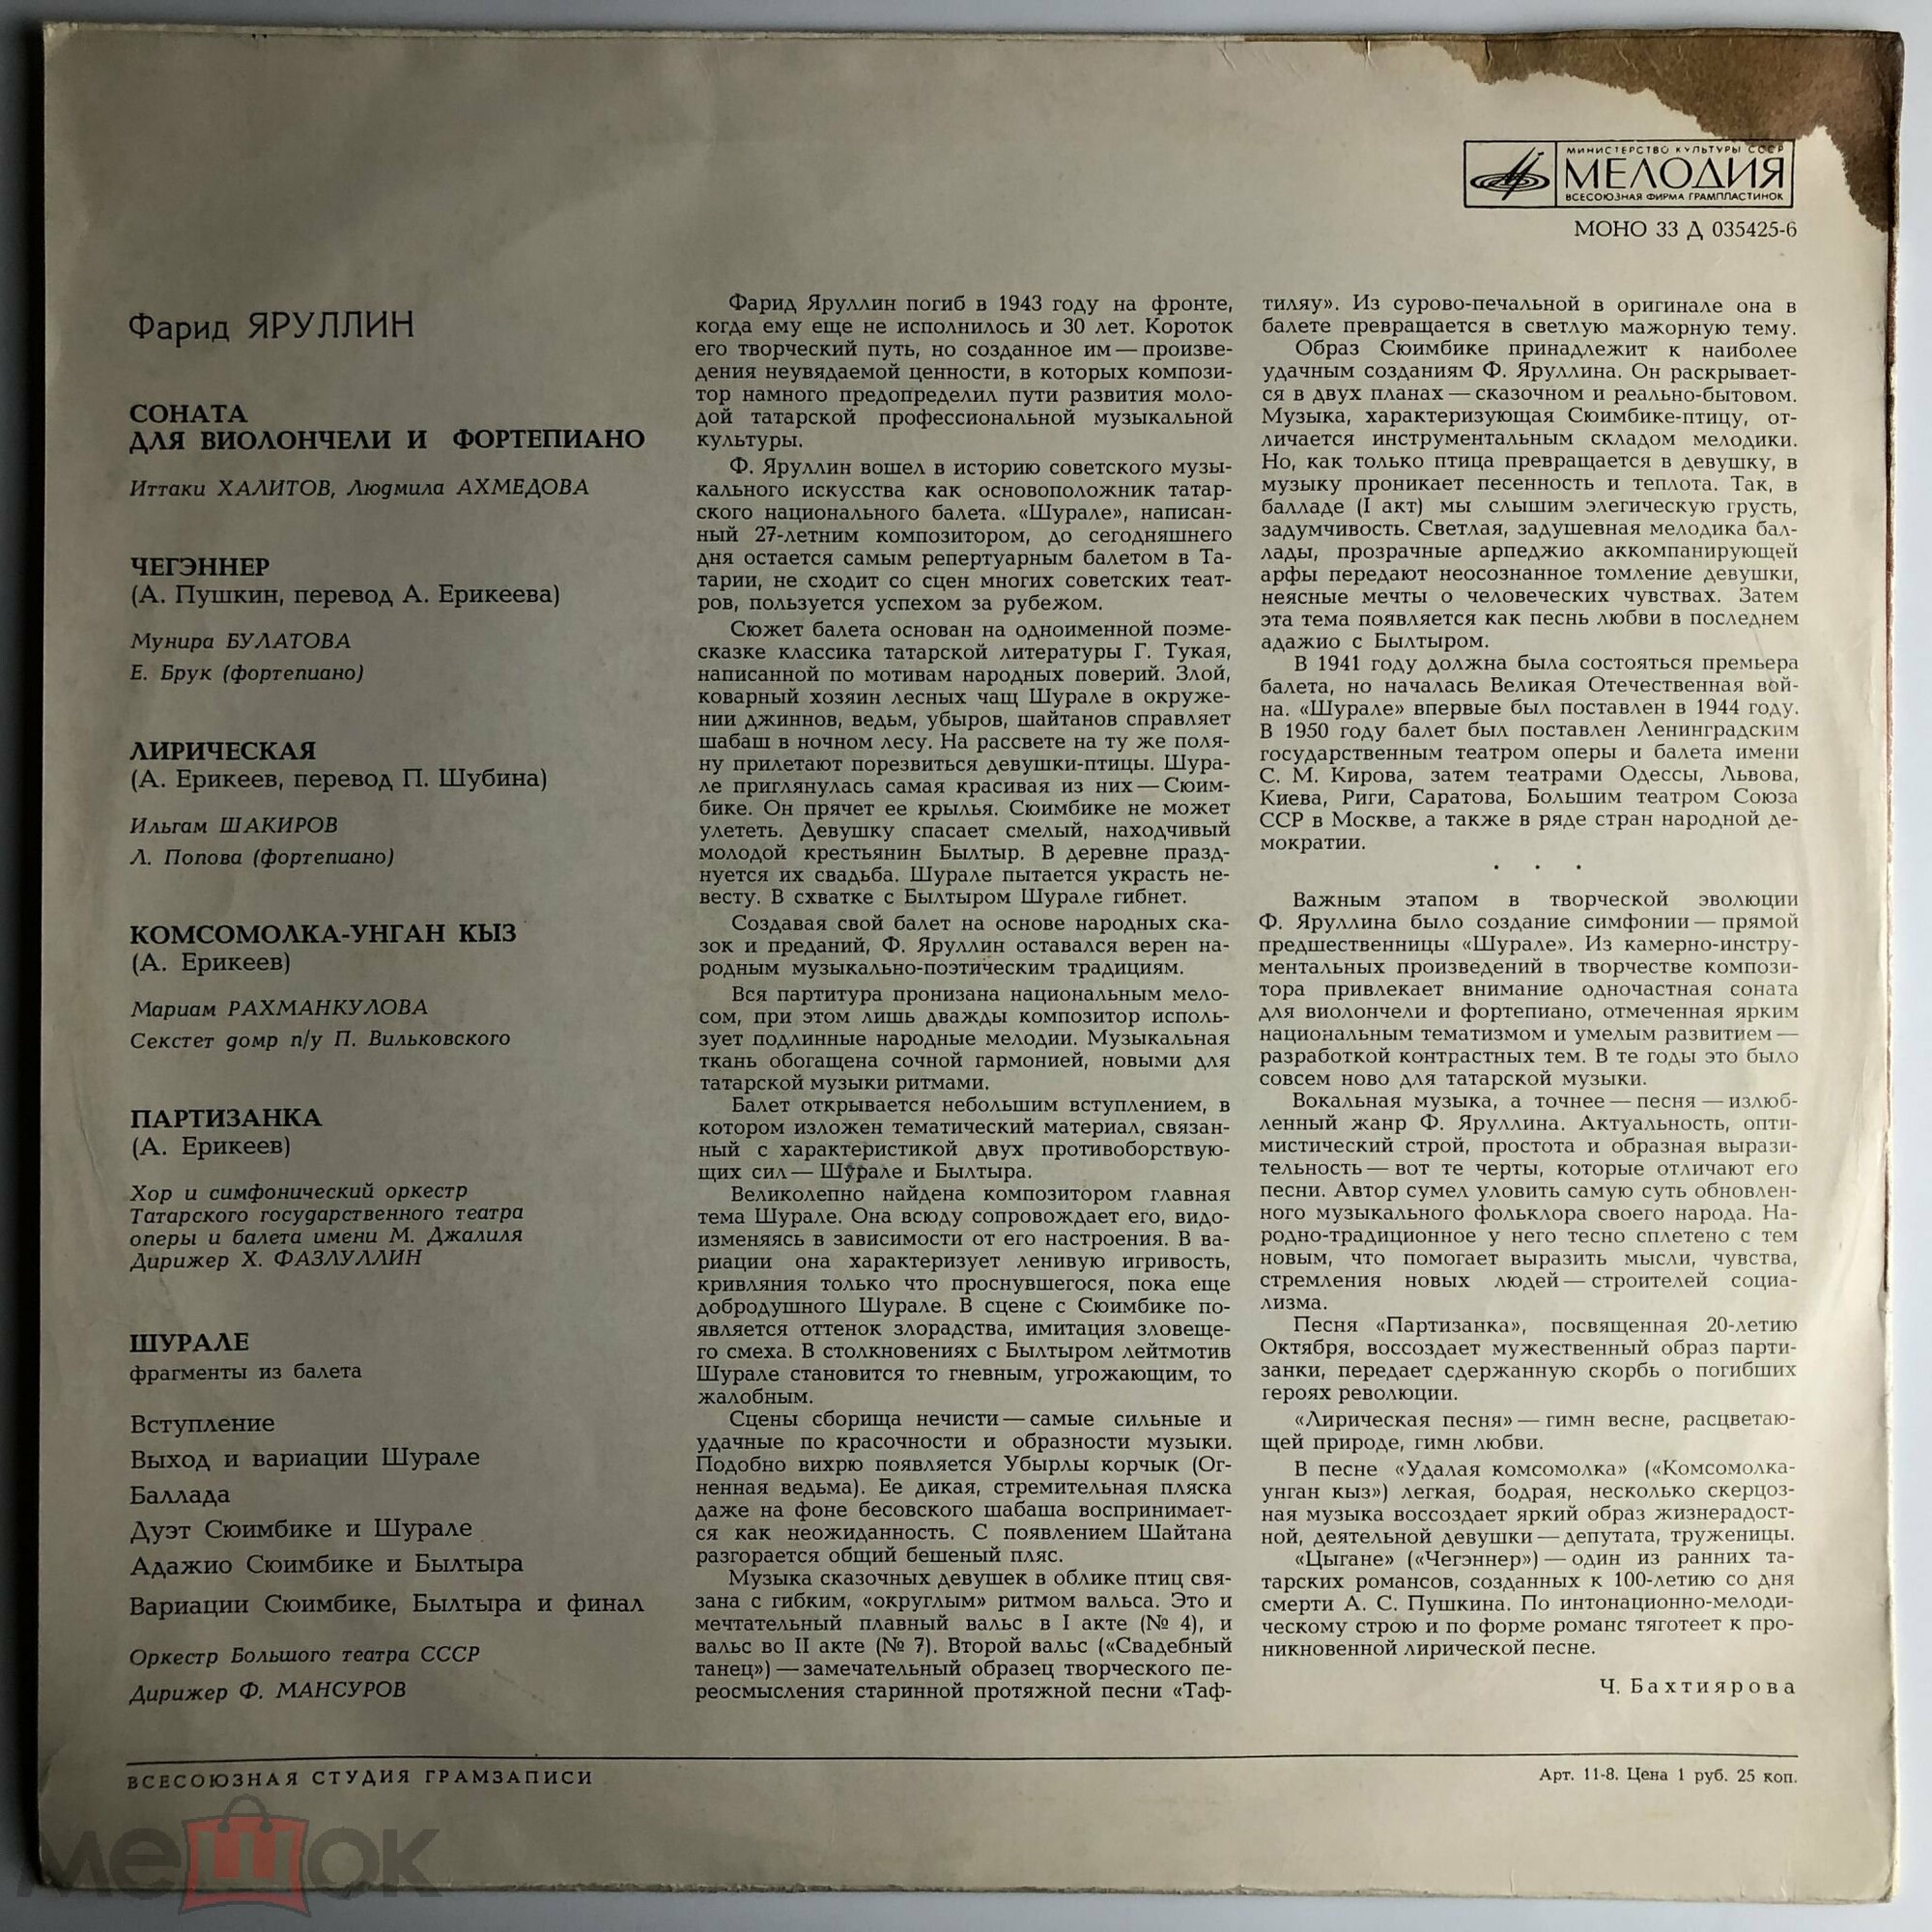 МИНИСТЕРСТВО КУЛЬТУРЫ СССР
МЕЛОДИЯ
ВСЕСОЮЗНАЯ ФИРМА ГРАМПЛАСТИНОК
МОНО 33 Д 035425-6
Фарид ЯРУЛЛИН
СОНАТА
ДЛЯ ВИОЛОНЧЕЛИ И ФОРТЕПИАНО
Иттаки ХАЛИТОВ, Людмила АХМЕДОВА
ЧЕГЭННЕР
(А. Пушкин, перевод А. Ерикеева)
Мунира БУЛАТОВА
Е. Брук (фортепиано)
ЛИРИЧЕСКАЯ
(А. Ерикеев, перевод П. Шубина)
Ильгам ШАКИРОВ
Л. Попова (фортепиано)
КОМСОМОЛКА-УНГАН КЫЗ
(А. Ерикеев)
Мариам РАХМАНКУЛОВА
Секстет домр п/у П. Вильковского
ПАРТИЗАНКА
(А. Ерикеев)
Хор и симфонический оркестр
Татарского государственного театра
оперы и балета имени М. Джалиля
Дирижер Х. ФАЗЛУЛЛИН
ШУРАЛЕ
фрагменты из балета
Вступление
Выход и вариации Шурале
Баллада
Дуэт Сюимбике и Шурале
Адажио Сюимбике и Былтыра
Вариации Сюимбике, Былтыра и финал
Оркестр Большого театра СССР
Дирижер Ф. МАНСУРОВ
Фарид Яруллин погиб в 1943 году на фронте,
когда ему еще не исполнилось и 30 лет. Короток
его творческий путь, но созданное им — произве-
дения неувядаемой ценности, в которых компози-
тор намного предопределил пути развития моло-
дой татарской профессиональной музыкальной
культуры.
Ф. Яруллин вошел в историю советского музы-
кального искусства как основоположник татар-
ского национального балета. «Шурале», написан-
ный 27-летним композитором, до сегодняшнего
дня остается самым репертуарным балетом в Та-
тарии, не сходит со сцен многих советских теат-
ров, пользуется успехом за рубежом.
Сюжет балета основан на одноименной поэме-
сказке классика татарской литературы Г. Тукая,
написанной по мотивам народных поверий. Злой,
коварный хозяин лесных чащ Шурале в окруже-
нии джиннов, ведьм, убыров, шайтанов справляет
шабаш в ночном лесу. На рассвете на ту же поля-
ну прилетают порезвиться девушки-птицы. Шура-
ле приглянулась самая красивая из них — Сюим-
бике. Он прячет ее крылья. Сюимбике не может
улететь. Девушку спасает смелый, находчивый
молодой крестьянин Былтыр. В деревне празд-
нуется их свадьба. Шурале пытается украсть не-
весту. В схватке с Былтыром Шурале гибнет.
Создавая свой балет на основе народных ска-
зок и преданий, Ф. Яруллин оставался верен на-
родным музыкально-поэтическим традициям.
Вся партитура пронизана национальным мело-
сом, при этом лишь дважды композитор исполь-
зует подлинные народные мелодии. Музыкальная
ткань обогащена сочной гармонией, новыми для
татарской музыки ритмами.
Балет открывается небольшим вступлением, в
котором изложен тематический материал, связан-
ный с характеристикой двух противоборствую-
щих сил — Шурале и Былтыра.
Великолепно найдена композитором главная
тема Шурале. Она всюду сопровождает его, видо-
изменяясь в зависимости от его настроения. В ва-
риации она характеризует ленивую игривость,
кривляния только что проснувшегося, пока еще
добродушного Шурале. В сцене с Сюимбике по-
является оттенок злорадства, имитация зловеще-
го смеха. В столкновениях с Былтыром лейтмотив
Шурале становится то гневным, угрожающим, то
жалобным.
Сцены сборища нечисти — самые сильные и
удачные по красочности и образности музыки.
Подобно вихрю появляется Убырлы корчык (Ог-
ненная ведьма). Ее дикая, стремительная пляска
даже на фоне бесовского шабаша воспринимает-
ся как неожиданность. С появлением Шайтана
разгорается общий бешеный пляс.
Музыка сказочных девушек в облике птиц свя-
зана с гибким, «округлым» ритмом вальса. Это и
мечтательный плавный вальс в I акте (№ 4), и
вальс во II акте (№ 7). Второй вальс («Свадебный
танец») — замечательный образец творческого пе-
реосмысления старинной протяжной песни «Таф-
тиляу». Из сурово-печальной в оригинале она в
балете превращается в светлую мажорную тему.
Образ Сюимбике принадлежит к наиболее
удачным созданиям Ф. Яруллина. Он раскрывает-
ся в двух планах — сказочном и реально-бытовом.
Музыка, характеризующая Сюимбике-птицу, от-
личается инструментальным складом мелодики.
Но, как только птица превращается в девушку, в
музыку проникает песенность и теплота. Так, в
балладе (I акт) мы слышим элегическую грусть,
задумчивость. Светлая, задушевная мелодика бал-
лады, прозрачные арпеджио аккомпанирующей
арфы передают неосознанное томление девушки,
неясные мечты о человеческих чувствах. Затем
эта тема появляется как песнь любви в последнем
адажио с Былтыром.
В 1941 году должна была состояться премьера
балета, но началась Великая Отечественная вой-
на. «Шурале» впервые был поставлен в 1944 году.
В 1950 году балет был поставлен Ленинградским
государственным театром оперы и балета имени
С. М. Кирова, затем театрами Одессы, Львова,
Киева, Риги, Саратова, Большим театром Союза
ССР в Москве, а также в ряде стран народной де-
мократии.
. . .
Важным этапом в творческой эволюции
Ф. Яруллина было создание симфонии — прямой
предшественницы «Шурале». Из камерно-инстру-
ментальных произведений в творчестве компози-
тора привлекает внимание одночастная соната
для виолончели и фортепиано, отмеченная ярким
национальным тематизмом и умелым развитием —
разработкой контрастных тем. В те годы это было
совсем ново для татарской музыки.
Вокальная музыка, а точнее — песня — излюб-
ленный жанр Ф. Яруллина. Актуальность, опти-
мистический строй, простота и образная вырази-
тельность — вот те черты, которые отличают его
песни. Автор сумел уловить самую суть обновлен-
ного музыкального фольклора своего народа. На-
родно-традиционное у него тесно сплетено с тем
новым, что помогает выразить мысли, чувства,
стремления новых людей — строителей социа-
лизма.
Песня «Партизанка», посвященная 20-летию
Октября, воссоздает мужественный образ парти-
занки, передает сдержанную скорбь о погибших
героях революции.
«Лирическая песня» — гимн весне, расцветаю-
щей природе, гимн любви.
В песне «Удалая комсомолка» («Комсомолка-
унган кыз») легкая, бодрая, несколько скерцоз-
ная музыка воссоздает яркий образ жизнерадост-
ной, деятельной девушки — депутата, труженицы.
«Цыгане» («Чегэннер») — один из ранних та-
тарских романсов, созданных к 100-летию со дня
смерти А. С. Пушкина. По интонационно-мелоди-
ческому строю и по форме романс тяготеет к про-
никновенной лирической песне.
Ч. Бахтиярова
ВСЕСОЮЗНАЯ СТУДИЯ ГРАМЗАПИСИ
Арт. 11-8. Цена 1 руб. 25 коп.
мешок